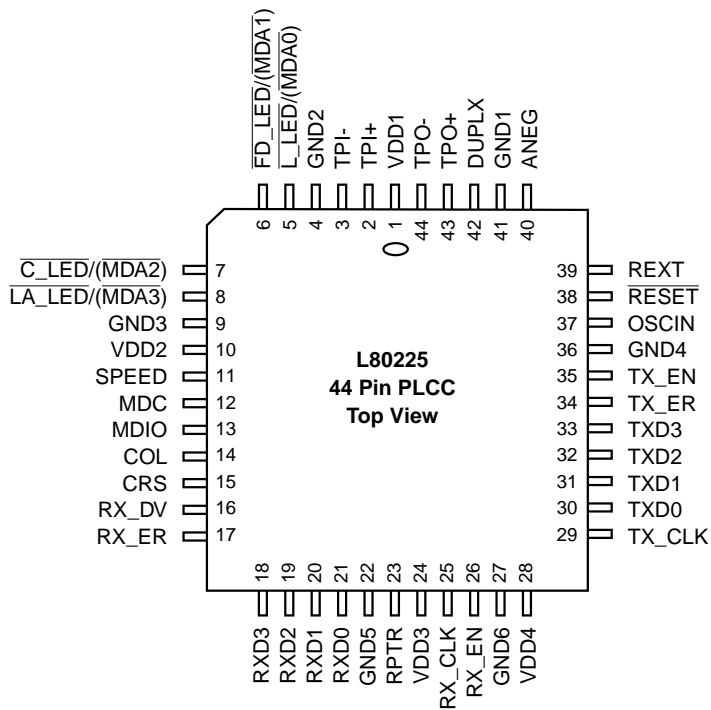 FD_LED/(MDA1)
L_LED/(MDA0)
GND2
TPI-
TPI+
VDD1
TPO-
TPO+
DUPLX
GND1
ANEG
6 5 4 3 2 1 44 43 42 41 40
C_LED/(MDA2) 7
LA_LED/(MDA3) 8
GND3 9
VDD2 10
SPEED 11
MDC 12
MDIO 13
COL 14
CRS 15
RX_DV 16
RX_ER 17
L80225
44 Pin PLCC
Top View
39 REXT
38 RESET
37 OSCIN
36 GND4
35 TX_EN
34 TX_ER
33 TXD3
32 TXD2
31 TXD1
30 TXD0
29 TX_CLK
18 19 20 21 22 23 24 25 26 27 28
RXD3
RXD2
RXD1
RXD0
GND5
RPTR
VDD3
RX_CLK
RX_EN
GND6
VDD4